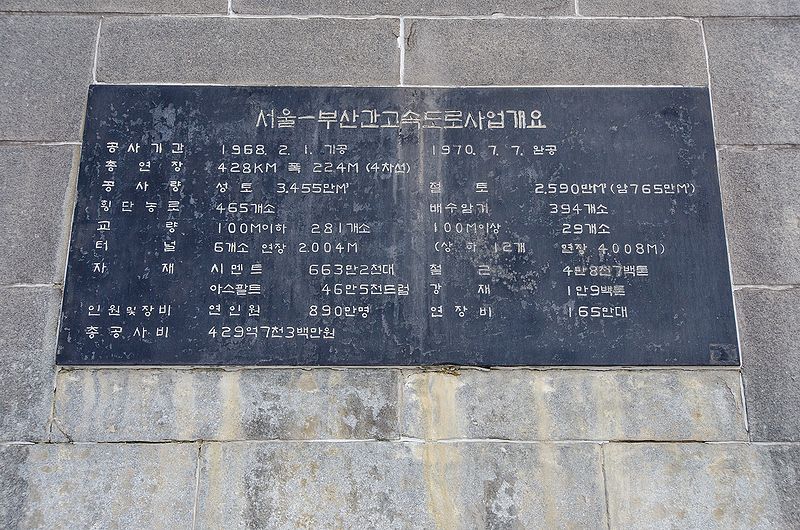 서울-부산간고속도로사업개요
공사기간 1968. 2. 1. 기공 1970. 7. 7. 완공
총연장 428KM 폭 22.4M (4차선)
공사량 성토 3,455만M³ 절토 2,590만M³ (암765만M³)
횡단통로 465개소 배수암거 394개소
교량 100M이하 281개소 100M이상 29개소
터널 6개소 연장 2,004M (상하 12개 연장 4,008M)
자재 시멘트 663만2천대 철근 4만8천7백톤
아스팔트 46만5천드럼 강재 1만9백톤
인원및장비 연인원 890만명 연장비 165만대
총공사비 429억7천3백만원